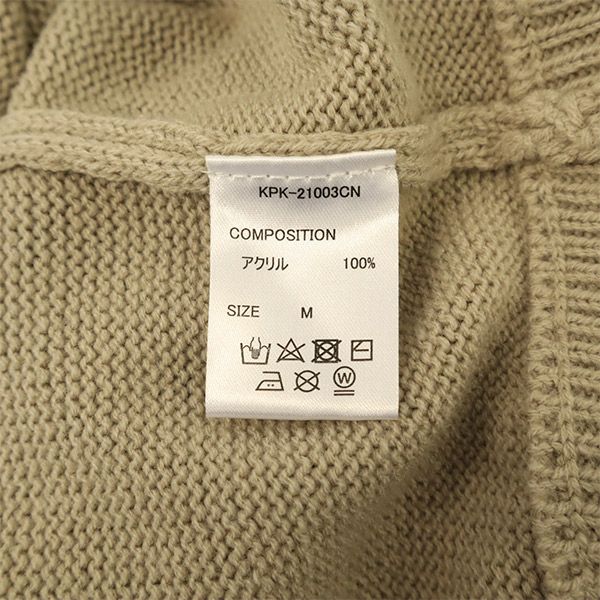 KPK-21003CN
COMPOSITION
アクリル 100%
SIZE M
W